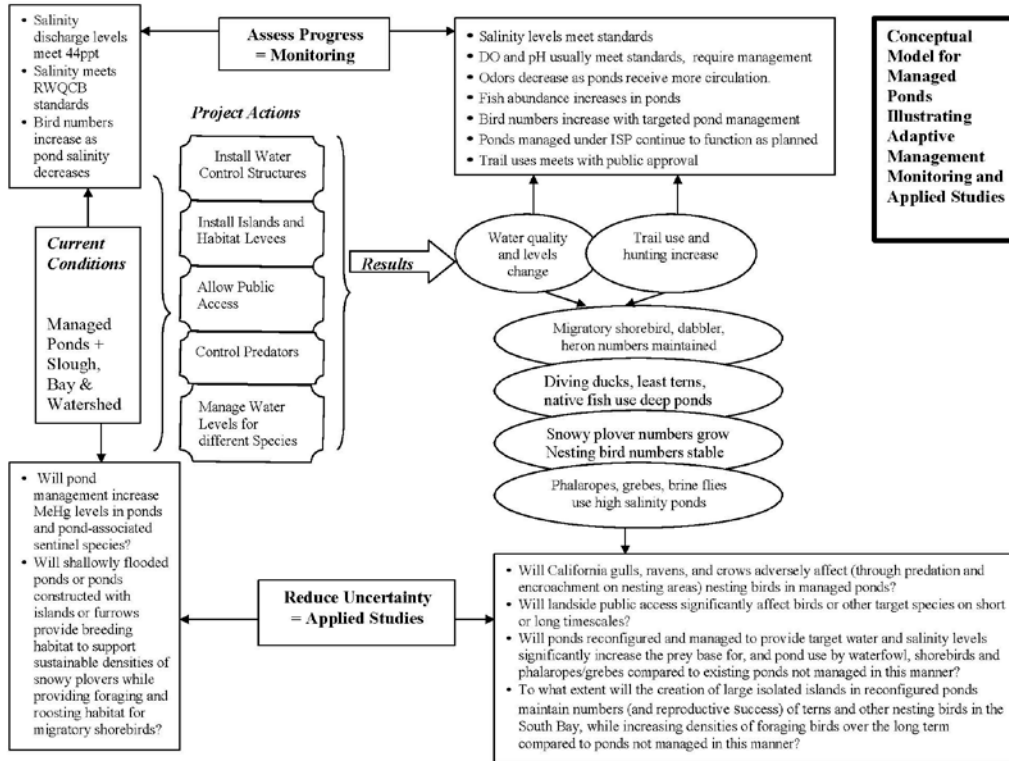 • Salinity
discharge levels
meet 44ppt
• Salinity meets
RWQCB
standards
• Bird numbers
increase as
pond salinity
decreases
Assess Progress
= Monitoring
• Salinity levels meet standards
• DO and pH usually meet standards, require management
• Odors decrease as ponds receive more circulation.
• Fish abundance increases in ponds
• Bird numbers increase with targeted pond management
• Ponds managed under ISP continue to function as planned
• Trail uses meets with public approval
Conceptual
Model for
Managed
Ponds
Illustrating
Adaptive
Management
Monitoring and
Applied Studies
Project Actions
Install Water
Control Structures
Install Islands and
Habitat Levees
Allow Public
Access
Control Predators
Manage Water
Levels for
different Species
Current
Conditions
Managed
Ponds +
Slough,
Bay &
Watershed
Results
Water quality
and levels
change
Trail use and
hunting increase
Migratory shorebird, dabbler,
heron numbers maintained
Diving ducks, least terns,
native fish use deep ponds
Snowy plover numbers grow
Nesting bird numbers stable
Phalaropes, grebes, brine flies
use high salinity ponds
• Will pond
management increase
MeHg levels in ponds
and pond-associated
sentinel species?
• Will shallowly flooded
ponds or ponds
constructed with
islands or furrows
provide breeding
habitat to support
sustainable densities of
snowy plovers while
providing foraging and
roosting habitat for
migratory shorebirds?
Reduce Uncertainty
= Applied Studies
• Will California gulls, ravens, and crows adversely affect (through predation and
encroachment on nesting areas) nesting birds in managed ponds?
• Will landside public access significantly affect birds or other target species on short
or long timescales?
• Will ponds reconfigured and managed to provide target water and salinity levels
significantly increase the prey base for, and pond use by waterfowl, shorebirds and
phalaropes/grebes compared to existing ponds not managed in this manner?
• To what extent will the creation of large isolated islands in reconfigured ponds
maintain numbers (and reproductive success) of terns and other nesting birds in the
South Bay, while increasing densities of foraging birds over the long term
compared to ponds not managed in this manner?